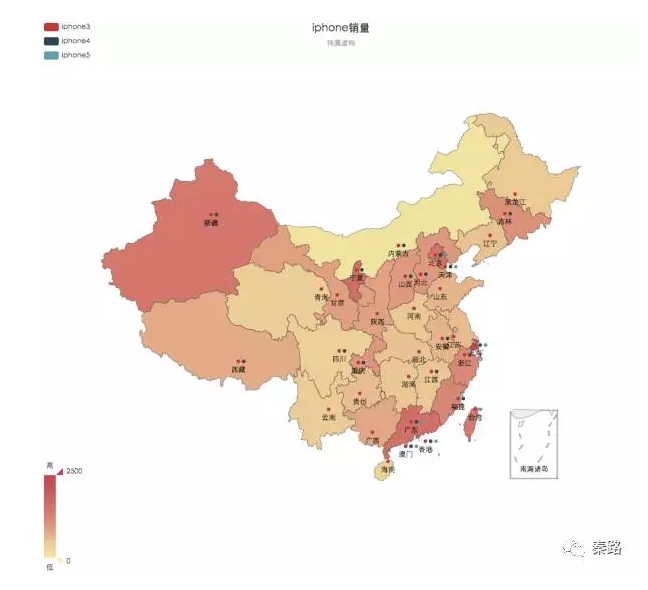 iphone3
iphone4
iphone5
iphone销量
纯属虚构
黑龙江
吉林
新疆
辽宁
内蒙古
北京
天津
宁夏
山西
河北
青海
甘肃
山东
陕西
河南
安徽
江苏
四川
湖北
浙江
西藏
重庆
江西
湖南
贵州
福建
云南
台湾
广东
广西
香港
澳门
海南
南海诸岛
高
2500
0
低
秦路